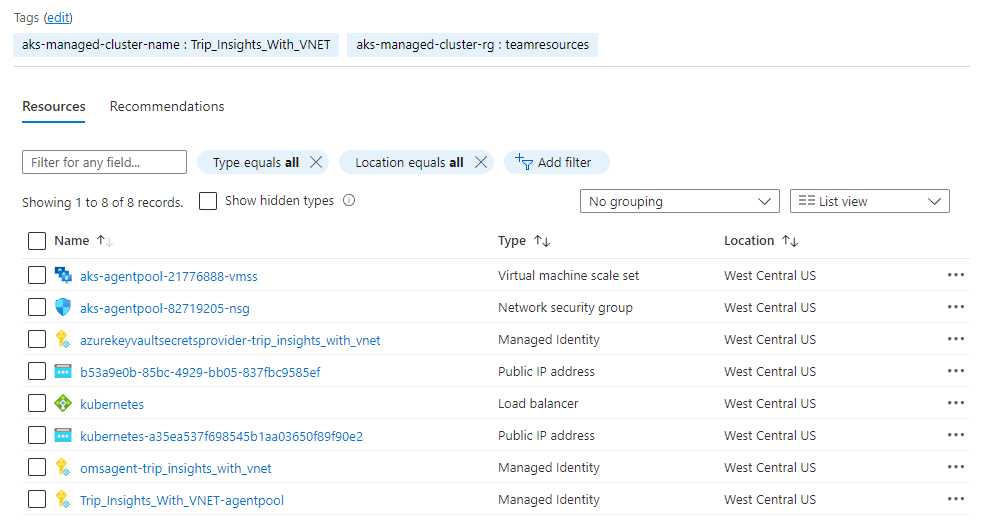 Tags (edit)
aks-managed-cluster-name : Trip_Insights_With_VNET aks-managed-cluster-rg : teamresources
Resources Recommendations
Filter for any field... Type equals all Location equals all Add filter
Showing 1 to 8 of 8 records. Show hidden types No grouping List view
Name Type Location
aks-agentpool-21776888-vmss Virtual machine scale set West Central US
aks-agentpool-82719205-nsg Network security group West Central US
azurekeyvaultsecretsprovider-trip_insights_with_vnet Managed Identity West Central US
b53a9e0b-85bc-4929-bb05-837fbc9585ef Public IP address West Central US
kubernetes Load balancer West Central US
kubernetes-a35ea537f698545b1aa03650f89f90e2 Public IP address West Central US
omsagent-trip_insights_with_vnet Managed Identity West Central US
Trip_Insights_With_VNET-agentpool Managed Identity West Central US